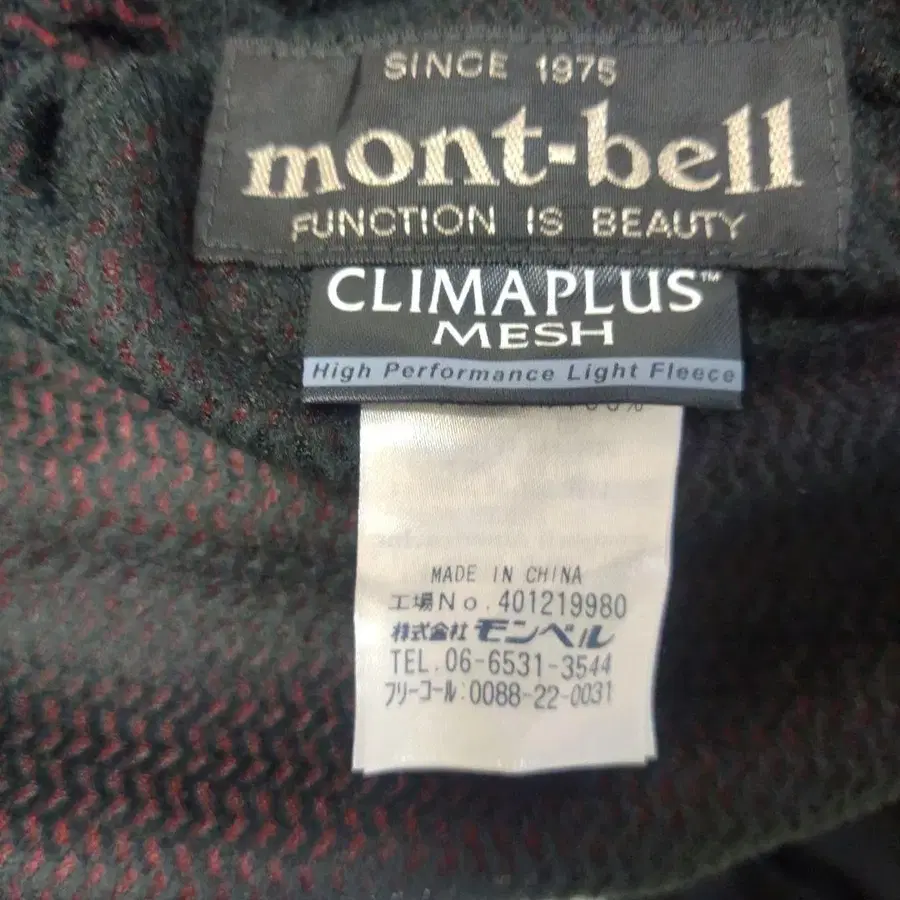 SINCE 1975
mont-bell
FUNCTION IS BEAUTY
CLIMAPLUS™
MESH
High Performance Light Fleece
100%
MADE IN CHINA
工場No.401219980
株式会社モンベル
TEL.06-6531-3544
フリーコール:0088-22-0031